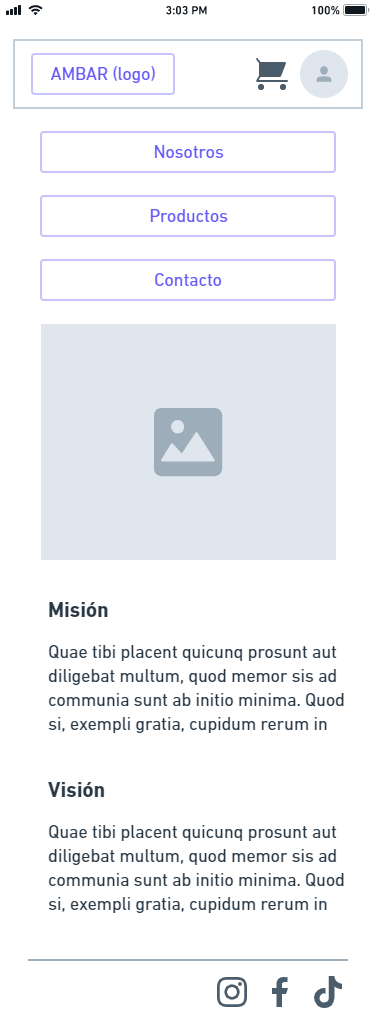 3:03 PM
100%
AMBAR (logo)
Nosotros
Productos
Contacto
Misión
Quae tibi placent quicunq prosunt aut
diligebat multum, quod memor sis ad
communia sunt ab initio minima. Quod
si, exempli gratia, cupidum rerum in
Visión
Quae tibi placent quicunq prosunt aut
diligebat multum, quod memor sis ad
communia sunt ab initio minima. Quod
si, exempli gratia, cupidum rerum in